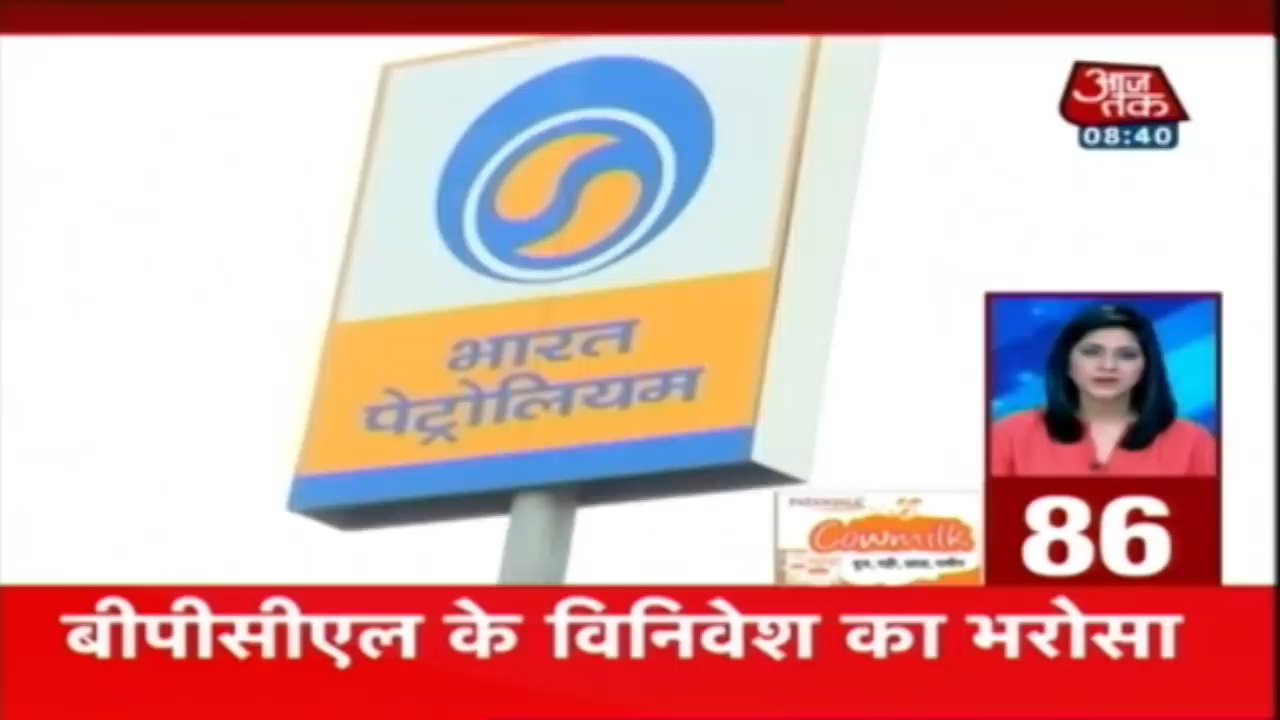 आज
तक
08:40
भारत
पेट्रोलियम
Cowmilk
86
बीपीसीएल के विनिवेश का भरोसा